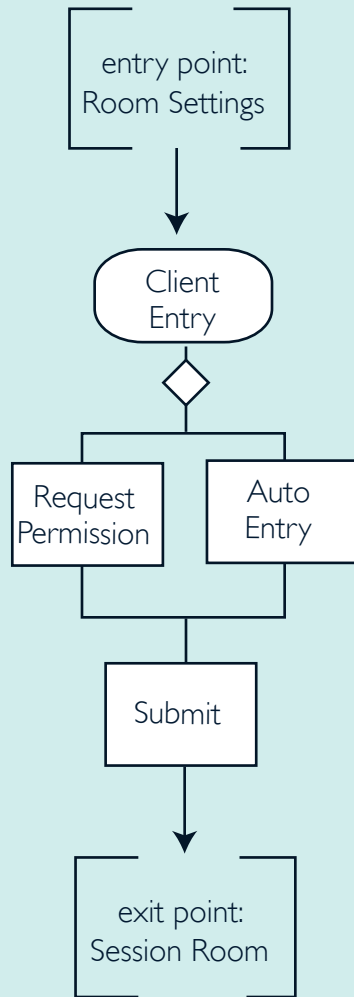 entry point:
Room Settings
Client
Entry
Request
Permission
Auto
Entry
Submit
exit point:
Session Room